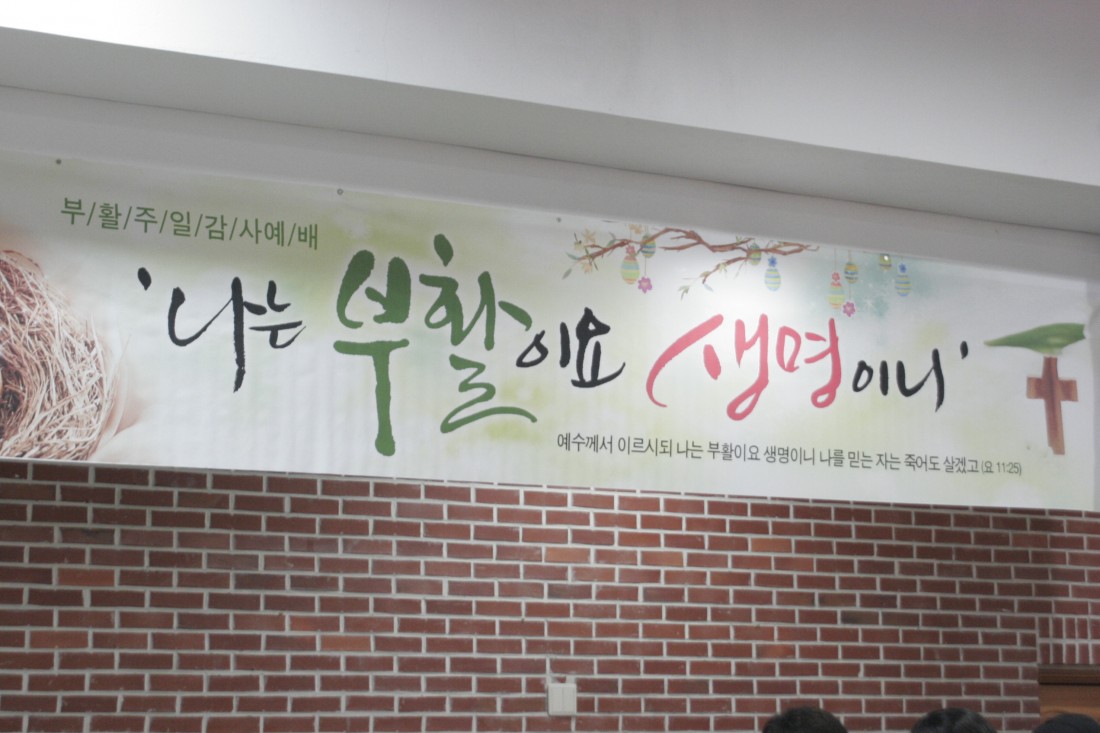 부/활/주/일/감/사/예/배
'나는 부활이요 생명이니'
예수께서 이르시되 나는 부활이요 생명이니 나를 믿는 자는 죽어도 살겠고 (요 11:25)